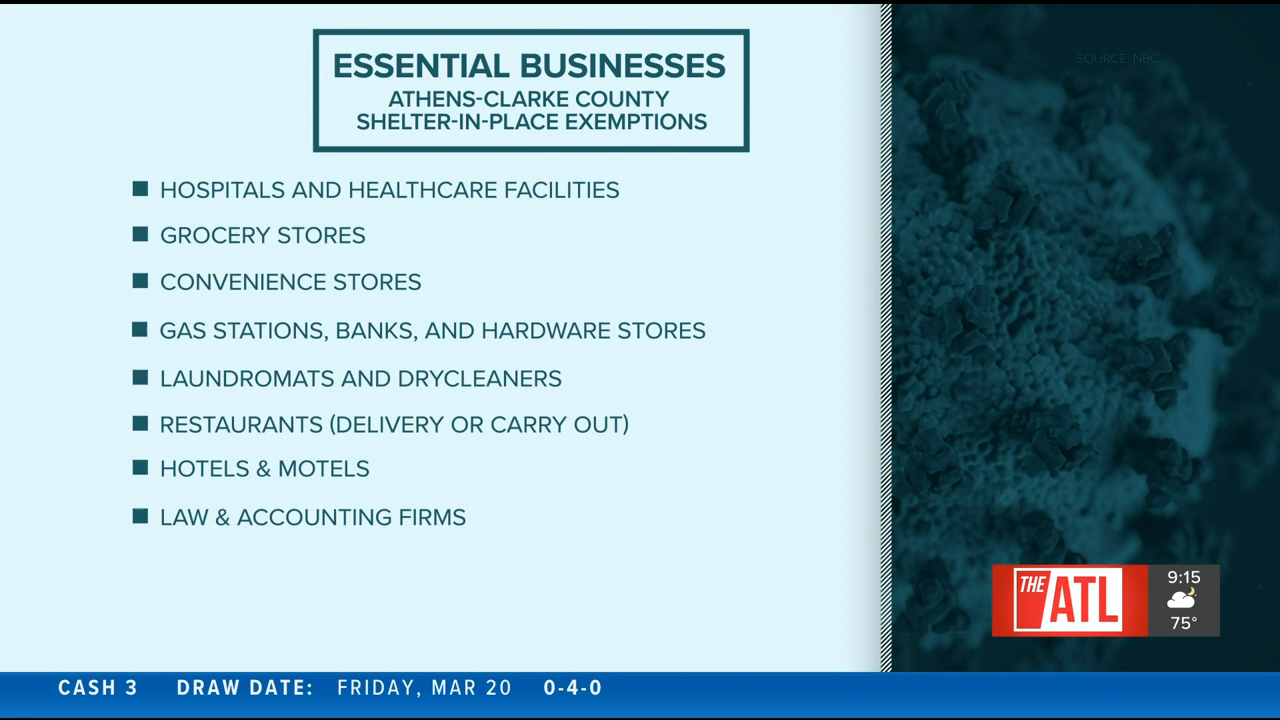 ESSENTIAL BUSINESSES
ATHENS-CLARKE COUNTY
SHELTER-IN-PLACE EXEMPTIONS
SOURCE: NBC
HOSPITALS AND HEALTHCARE FACILITIES
GROCERY STORES
CONVENIENCE STORES
GAS STATIONS, BANKS, AND HARDWARE STORES
LAUNDROMATS AND DRYCLEANERS
RESTAURANTS (DELIVERY OR CARRY OUT)
HOTELS & MOTELS
LAW & ACCOUNTING FIRMS
THE ATL
9:15
75°
CASH 3 DRAW DATE: FRIDAY, MAR 20 0-4-0